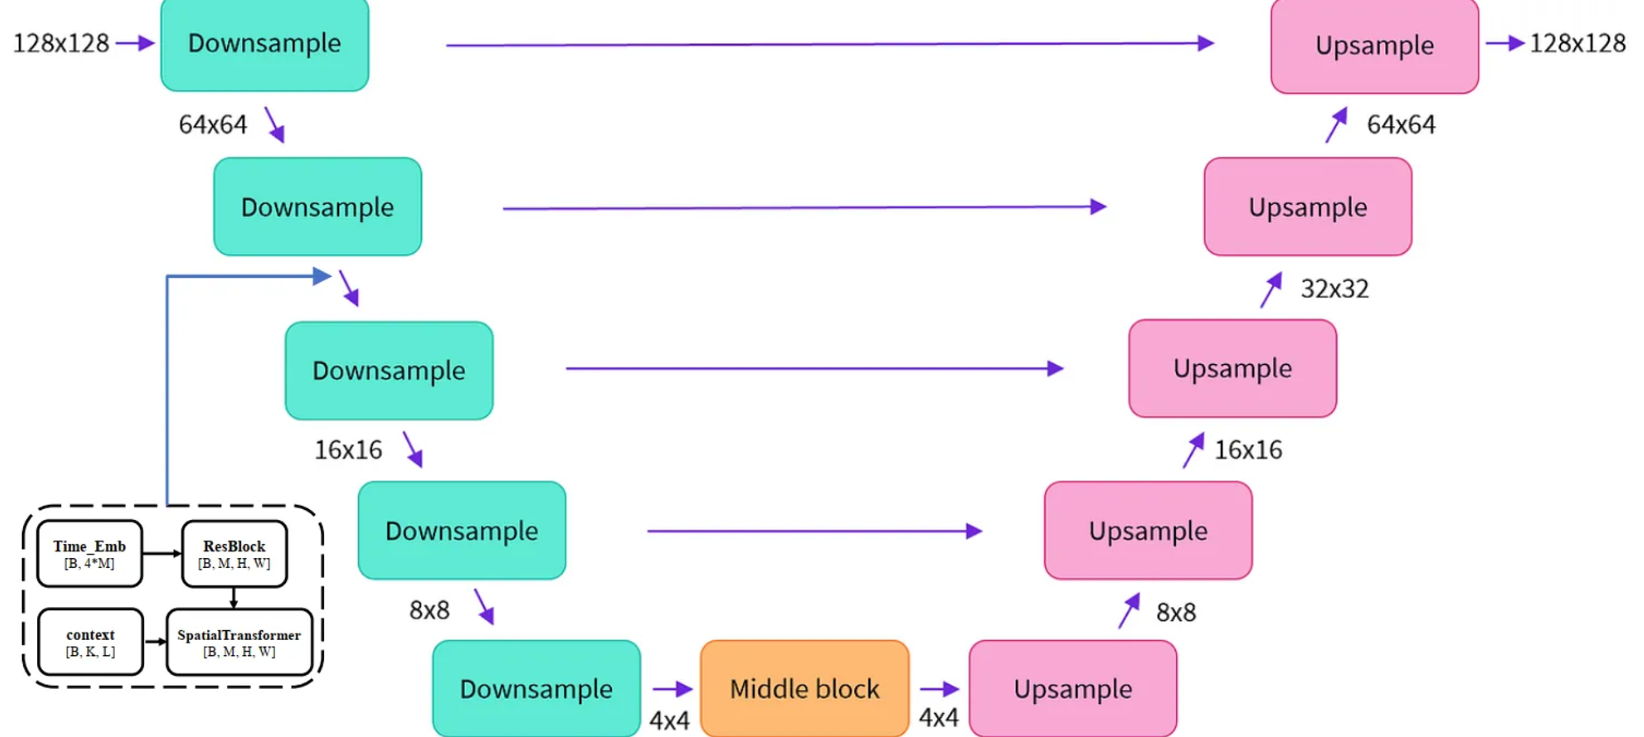 128x128
Downsample
Upsample
128x128
64x64
64x64
Downsample
Upsample
32x32
Downsample
Upsample
16x16
16x16
Downsample
Upsample
Time_Emb
[B, 4*M]
ResBlock
[B, M, H, W]
context
[B, K, L]
SpatialTransformer
[B, M, H, W]
8x8
8x8
Downsample
4x4
Middle block
4x4
Upsample